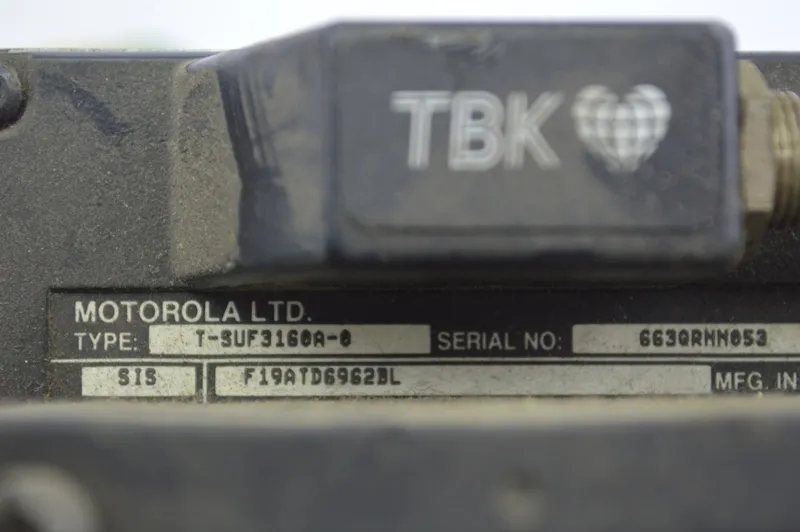 TBK
MOTOROLA LTD.
TYPE: T-SUF3160A-0 SERIAL NO: 663QRMM053
SIS F19ATD6962BL MFG. IN